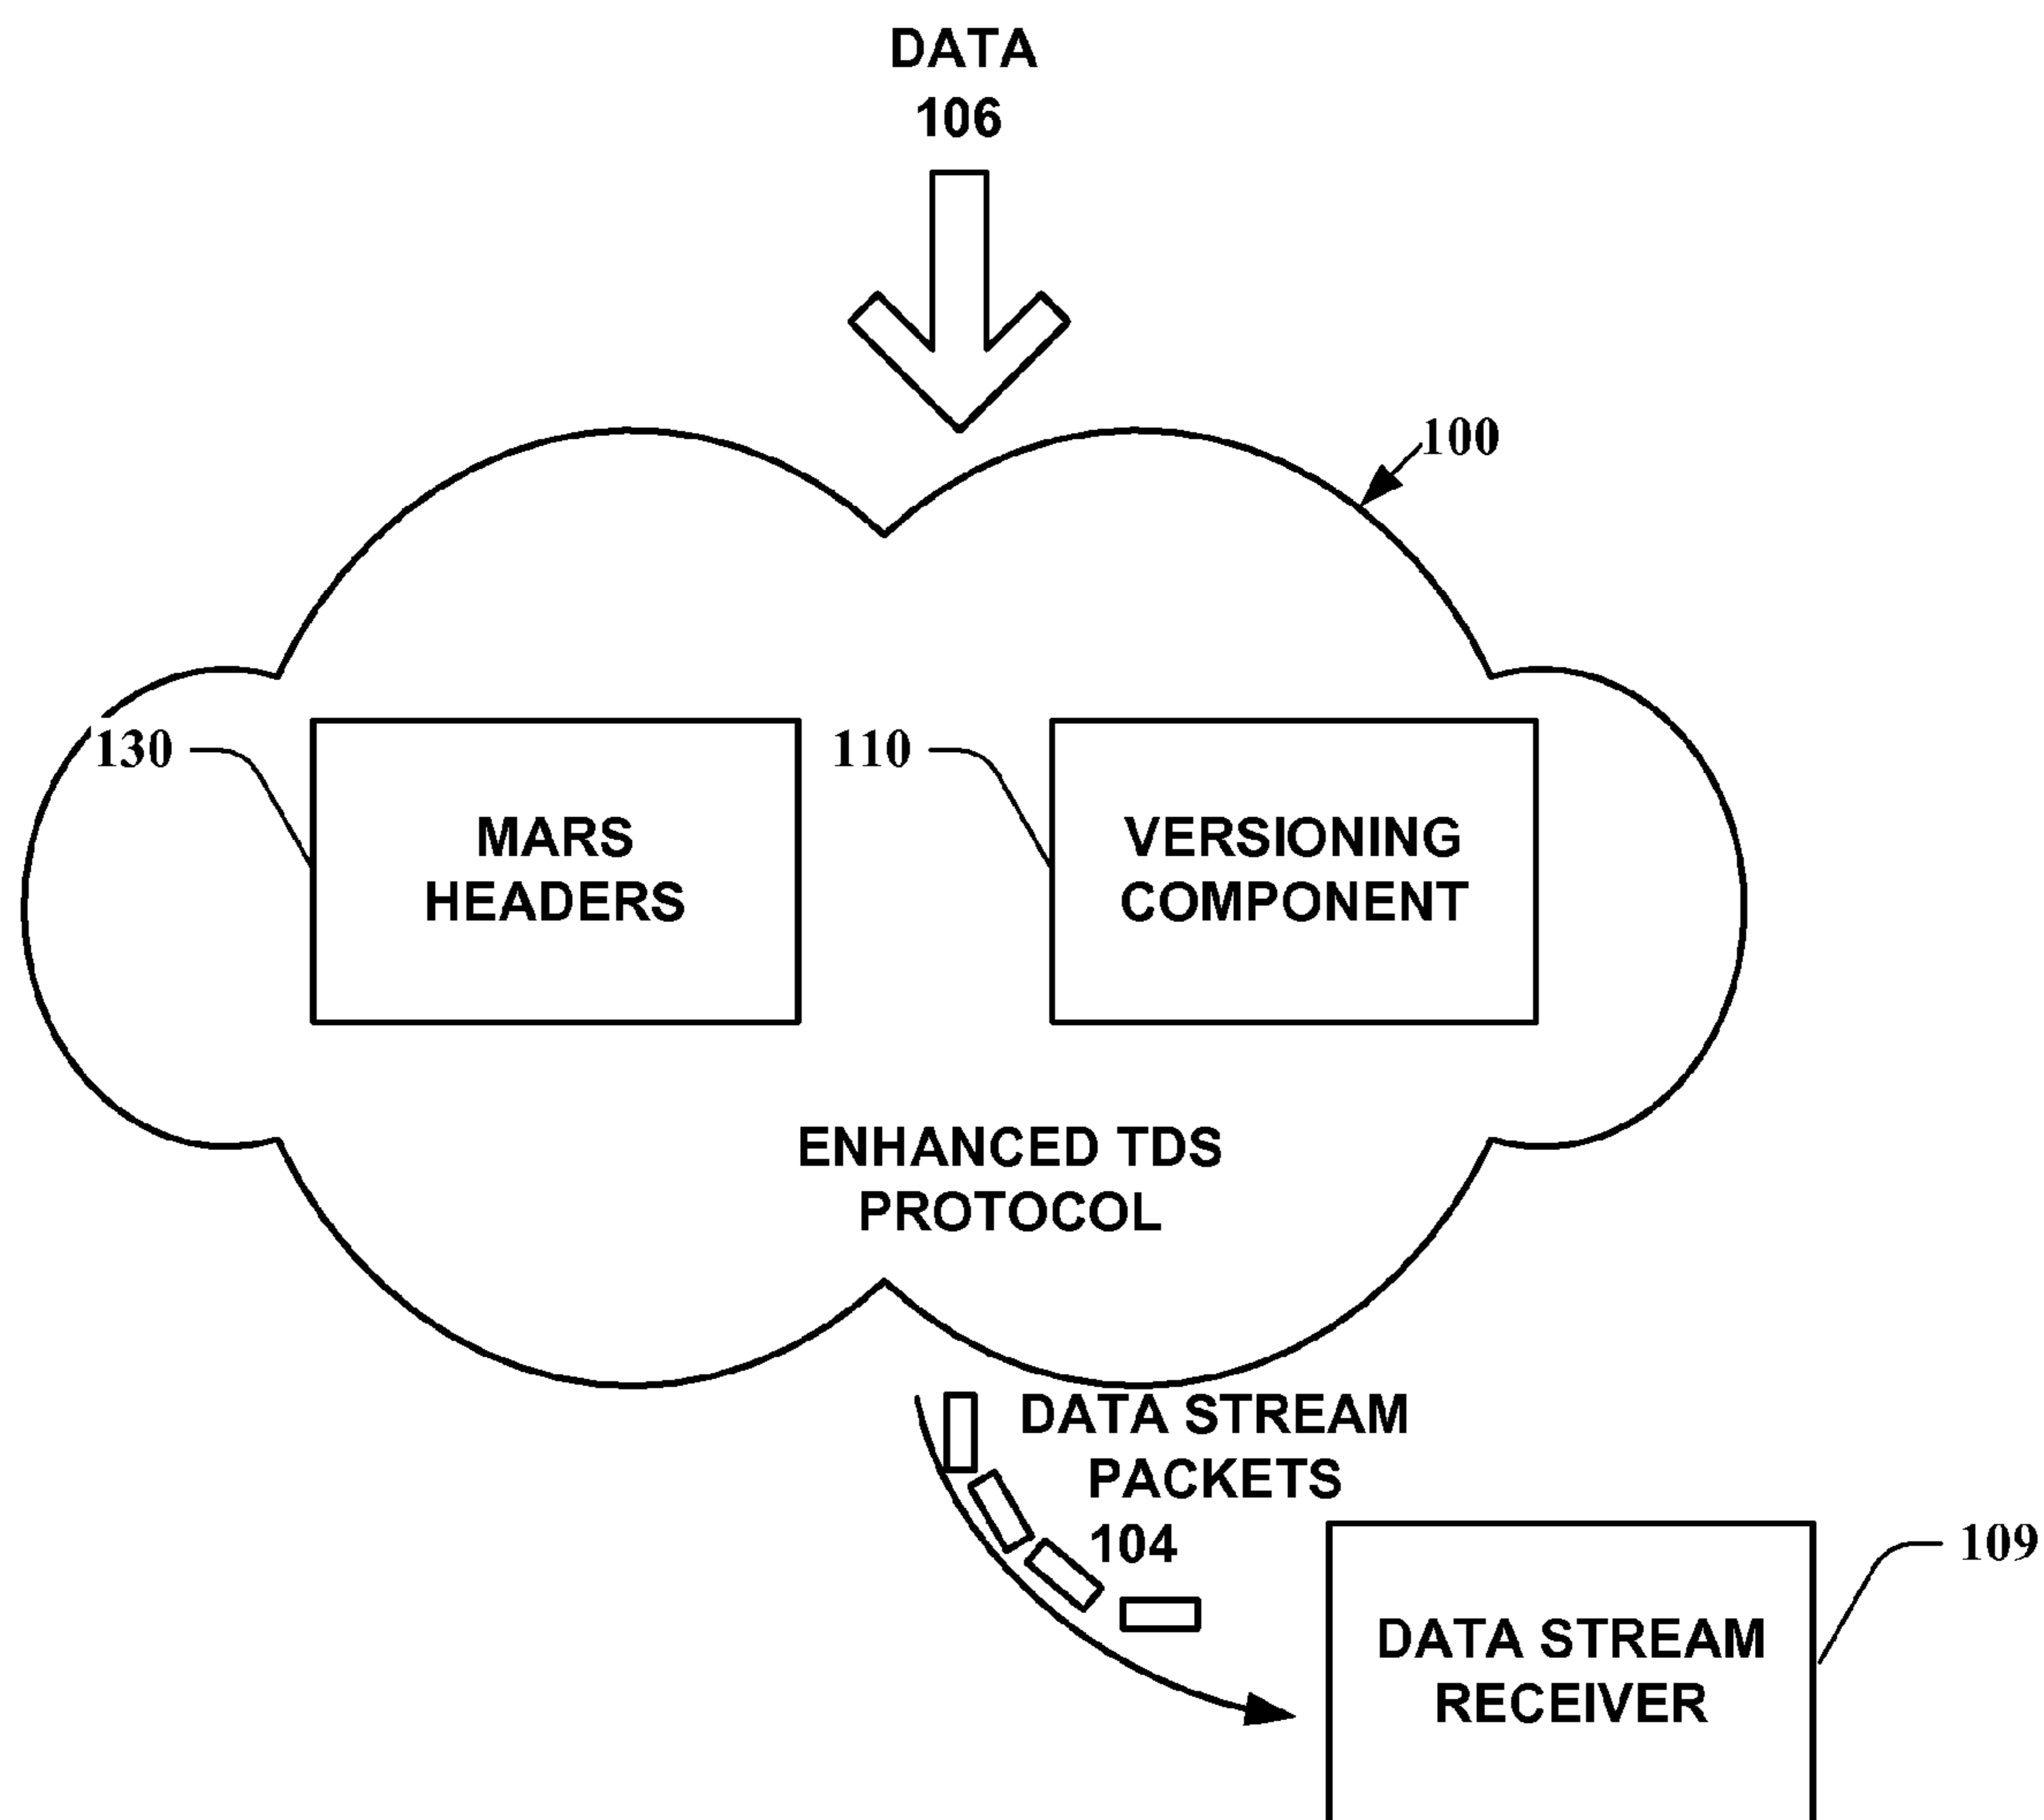 DATA
106
100
130
MARS
HEADERS
110
VERSIONING
COMPONENT
ENHANCED TDS
PROTOCOL
DATA STREAM
PACKETS
104
109
DATA STREAM
RECEIVER